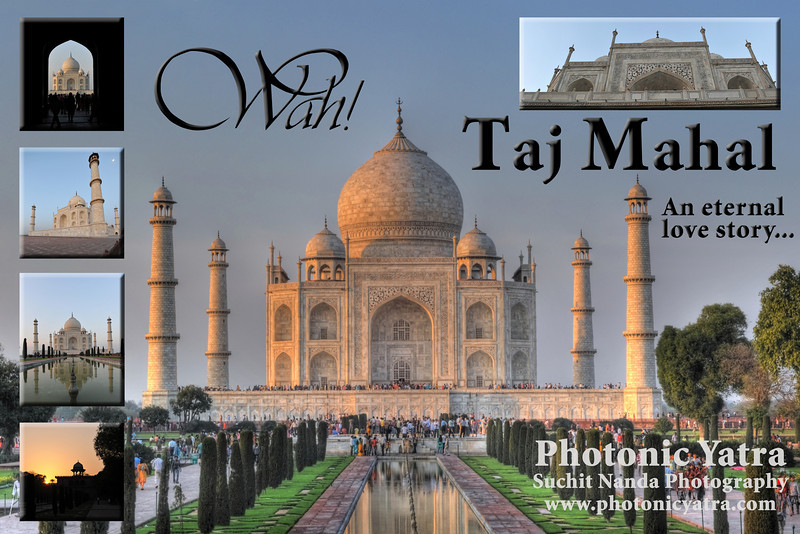 Wah!
Taj Mahal
An eternal
love story...
Photonic Yatra
Suchit Nanda Photography
www.photonicyatra.com